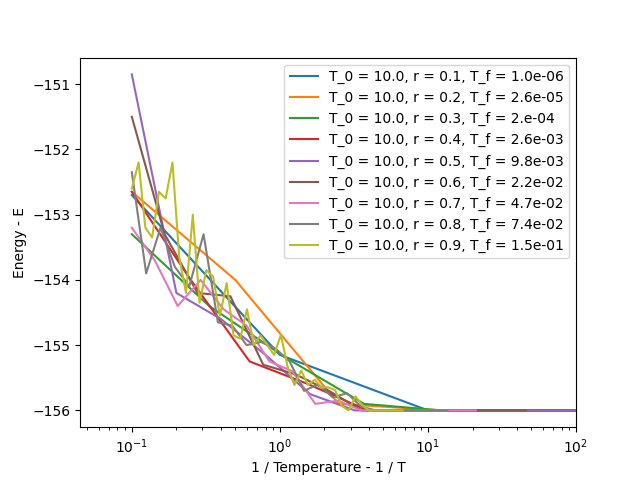 −151
−152
−153
−154
−155
−156
Energy - E
10⁻¹
10⁰
10¹
10²
1 / Temperature - 1 / T
T_0 = 10.0, r = 0.1, T_f = 1.0e-06
T_0 = 10.0, r = 0.2, T_f = 2.6e-05
T_0 = 10.0, r = 0.3, T_f = 2.e-04
T_0 = 10.0, r = 0.4, T_f = 2.6e-03
T_0 = 10.0, r = 0.5, T_f = 9.8e-03
T_0 = 10.0, r = 0.6, T_f = 2.2e-02
T_0 = 10.0, r = 0.7, T_f = 4.7e-02
T_0 = 10.0, r = 0.8, T_f = 7.4e-02
T_0 = 10.0, r = 0.9, T_f = 1.5e-01